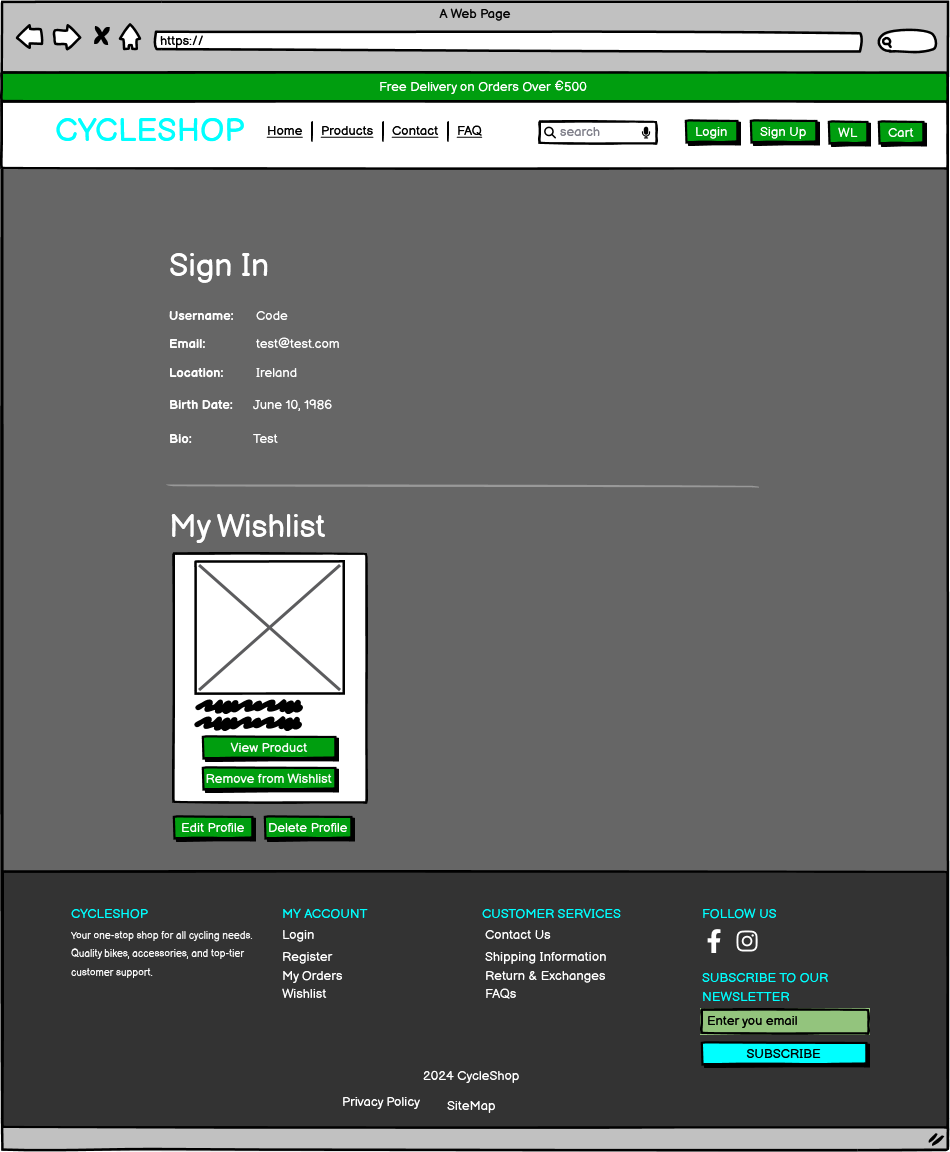 A Web Page
https://
Free Delivery on Orders Over €500
CYCLESHOP Home Products Contact FAQ search Login Sign Up WL Cart
Sign In
Username: Code
Email: test@test.com
Location: Ireland
Birth Date: June 10, 1986
Bio: Test
My Wishlist
View Product
Remove from Wishlist
Edit Profile Delete Profile
CYCLESHOP
Your one-stop shop for all cycling needs.
Quality bikes, accessories, and top-tier
customer support.
MY ACCOUNT
Login
Register
My Orders
Wishlist
CUSTOMER SERVICES
Contact Us
Shipping Information
Return & Exchanges
FAQs
FOLLOW US
SUBSCRIBE TO OUR
NEWSLETTER
Enter you email
SUBSCRIBE
2024 CycleShop
Privacy Policy SiteMap